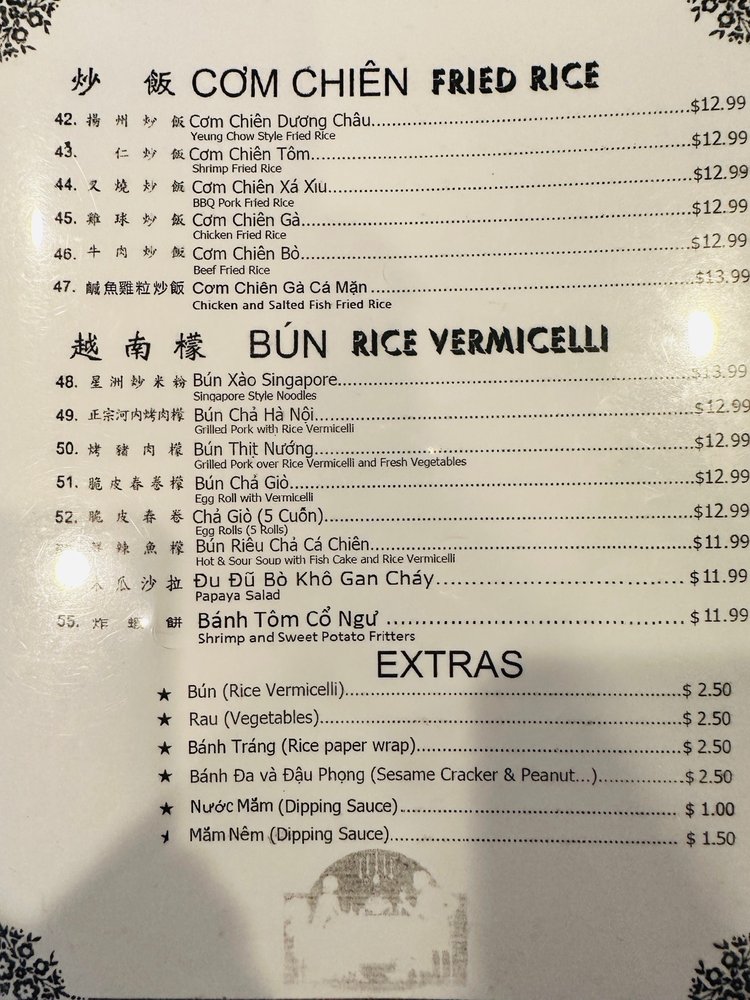 炒 飯 CƠM CHIÊN FRIED RICE
42. 揚 州 炒 飯 Cơm Chiên Dương Châu..........$12.99
Yeung Chow Style Fried Rice
43. 仁 炒 飯 Cơm Chiên Tôm..........$12.99
Shrimp Fried Rice
44. 叉 燒 炒 飯 Cơm Chiên Xá Xíu..........$12.99
BBQ Pork Fried Rice
45. 雞 球 炒 飯 Cơm Chiên Gà..........$12.99
Chicken Fried Rice
46. 牛 肉 炒 飯 Cơm Chiên Bò..........$12.99
Beef Fried Rice
47. 鹹魚雞粒炒飯 Cơm Chiên Gà Cá Mặn..........$13.99
Chicken and Salted Fish Fried Rice
越 南 檬 BÚN RICE VERMICELLI
48. 星 洲 炒 米 粉 Bún Xào Singapore..........$13.99
Singapore Style Noodles
49. 正宗河内烤肉檬 Bún Chả Hà Nội..........$12.99
Grilled Pork with Rice Vermicelli
50. 烤 豬 肉 檬 Bún Thịt Nướng..........$12.99
Grilled Pork over Rice Vermicelli and Fresh Vegetables
51. 脆 皮 春 卷 檬 Bún Chả Giò..........$12.99
Egg Roll with Vermicelli
52. 脆 皮 春 卷 Chả Giò (5 Cuốn)..........$12.99
Egg Rolls (5 Rolls)
辣 魚 檬 Bún Riêu Chả Cá Chiên..........$11.99
Hot & Sour Soup with Fish Cake and Rice Vermicelli
瓜 沙 拉 Đu Đũ Bò Khô Gan Cháy..........$11.99
Papaya Salad
55. 炸 蝦 餅 Bánh Tôm Cổ Ngư ..........$11.99
Shrimp and Sweet Potato Fritters
EXTRAS
★ Bún (Rice Vermicelli)..........$ 2.50
★ Rau (Vegetables)..........$ 2.50
★ Bánh Tráng (Rice paper wrap)..........$ 2.50
★ Bánh Đa và Đậu Phọng (Sesame Cracker & Peanut...)..........$ 2.50
★ Nước Mắm (Dipping Sauce)..........$ 1.00
★ Mắm Nêm (Dipping Sauce)..........$ 1.50